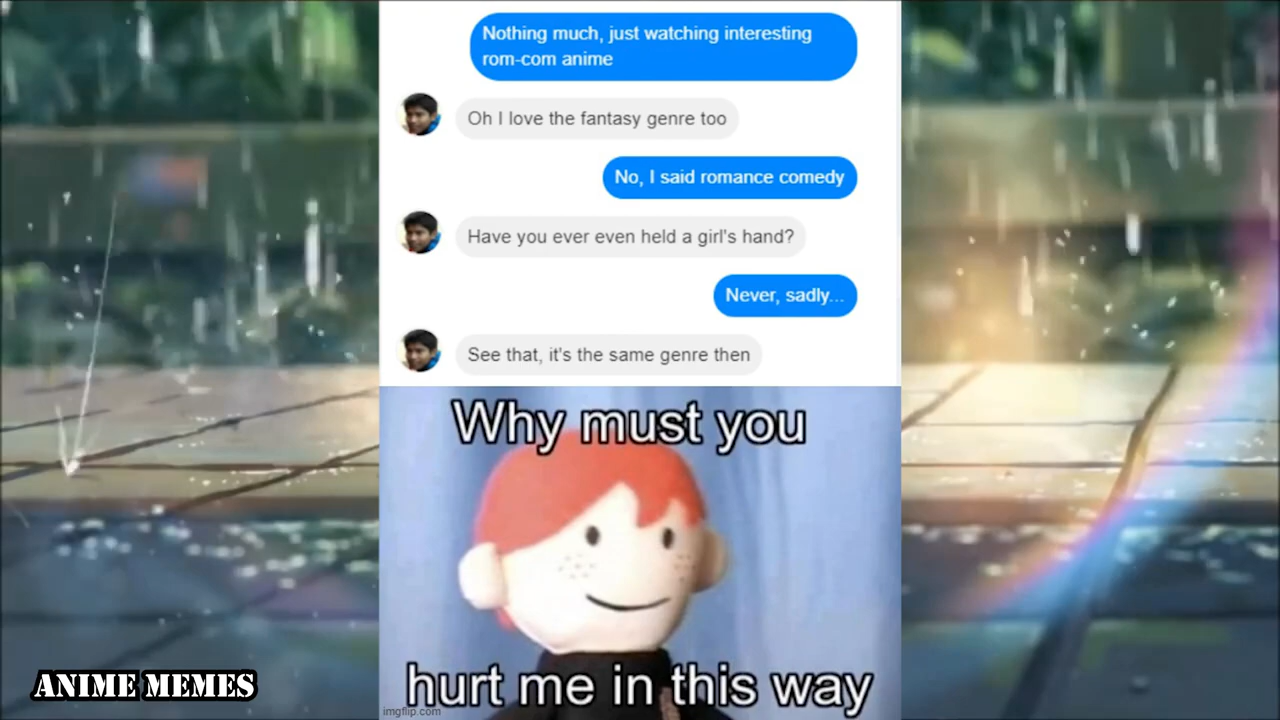 Nothing much, just watching interesting
rom-com anime
Oh I love the fantasy genre too
No, I said romance comedy
Have you ever even held a girl's hand?
Never, sadly...
See that, it's the same genre then
Why must you
hurt me in this way
imgflip.com
ANIME MEMES